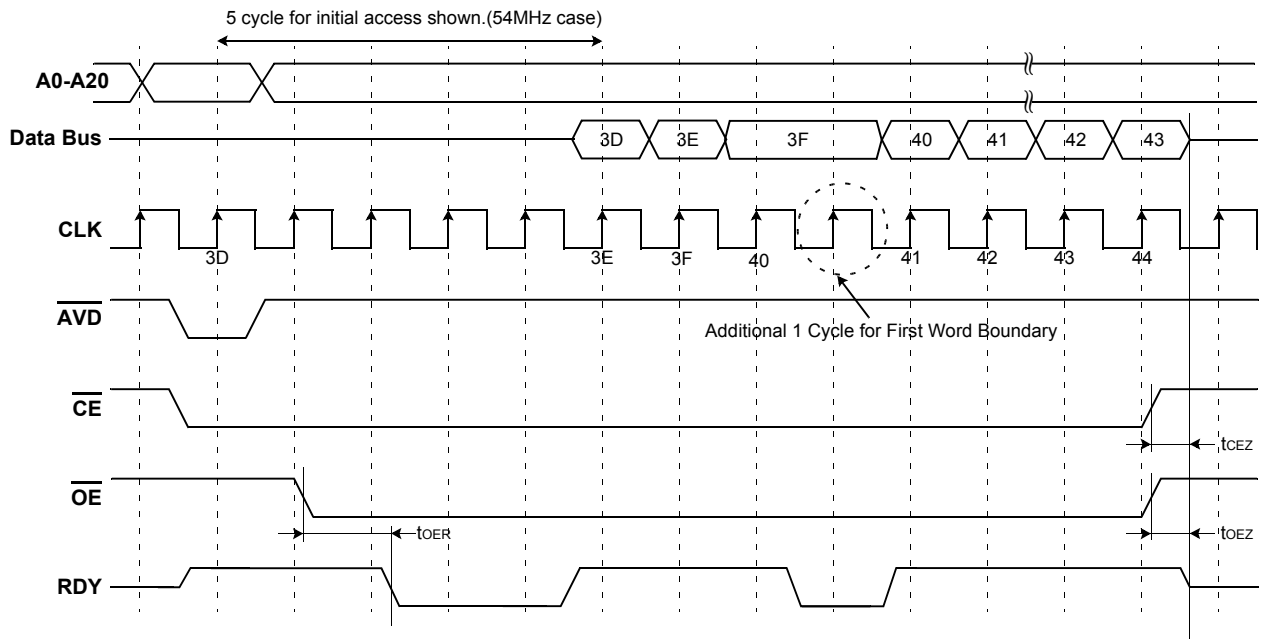 5 cycle for initial access shown.(54MHz case)
A0-A20
Data Bus
3D 3E 3F 40 41 42 43
CLK
3D 3E 3F 40 41 42 43 44
AVD
Additional 1 Cycle for First Word Boundary
CE
tCEZ
OE
tOER
tOEZ
RDY